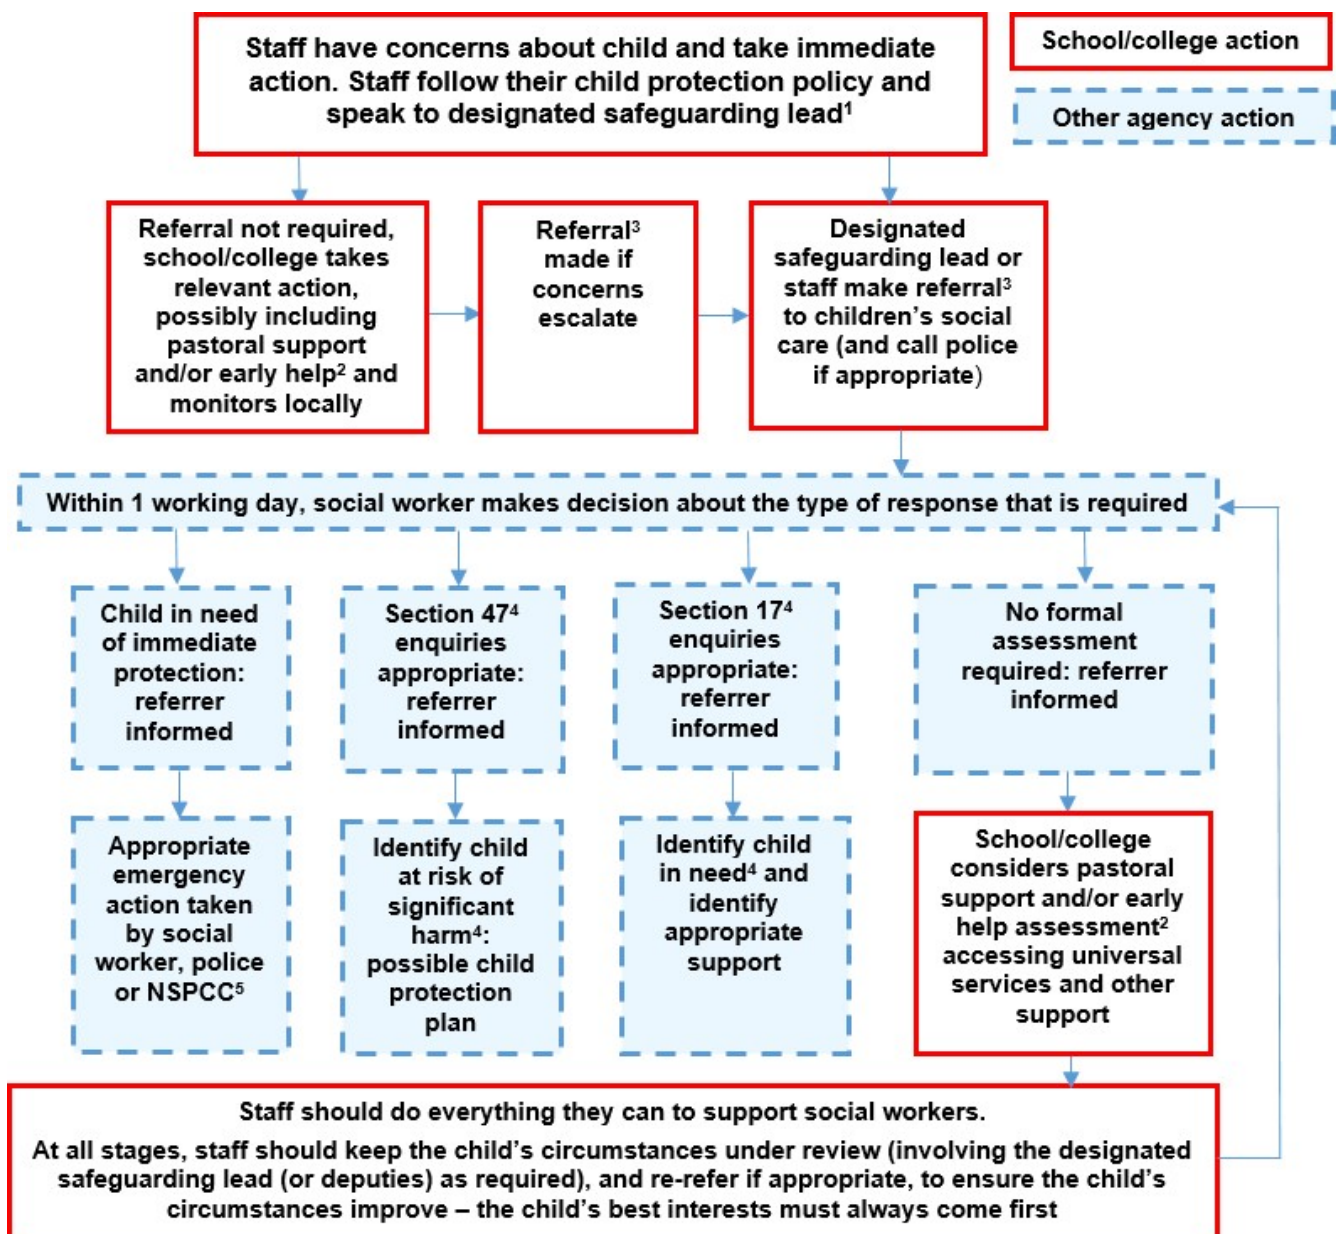 Staff have concerns about child and take immediate
action. Staff follow their child protection policy and
speak to designated safeguarding lead¹
School/college action
Other agency action
Referral not required,
school/college takes
relevant action,
possibly including
pastoral support
and/or early help² and
monitors locally
Referral³
made if
concerns
escalate
Designated
safeguarding lead or
staff make referral³
to children’s social
care (and call police
if appropriate)
Within 1 working day, social worker makes decision about the type of response that is required
Child in need
of immediate
protection:
referrer
informed
Section 47⁴
enquiries
appropriate:
referrer
informed
Section 17⁴
enquiries
appropriate:
referrer
informed
No formal
assessment
required: referrer
informed
Appropriate
emergency
action taken
by social
worker, police
or NSPCC⁵
Identify child
at risk of
significant
harm⁴:
possible child
protection
plan
Identify child
in need⁴ and
identify
appropriate
support
School/college
considers pastoral
support and/or early
help assessment²
accessing universal
services and other
support
Staff should do everything they can to support social workers.
At all stages, staff should keep the child’s circumstances under review (involving the designated
safeguarding lead (or deputies) as required), and re-refer if appropriate, to ensure the child’s
circumstances improve – the child’s best interests must always come first